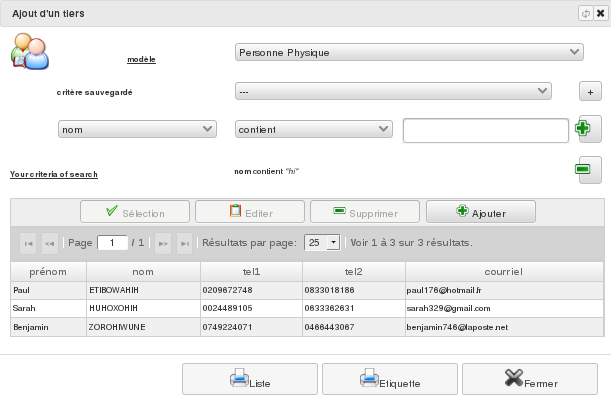 Ajout d'un tiers
modèle
Personne Physique
critère sauvegardé
---
+
nom
contient
Your criteria of search
nom contient "hi"
Sélection
Editer
Supprimer
Ajouter
Page 1 / 1
Résultats par page: 25
Voir 1 à 3 sur 3 résultats.
prénom nom tel1 tel2 courriel
Paul ETIBOWAHIH 0209672748 0833018186 paul176@hotmail.fr
Sarah HUHOXOHIH 0024489105 0633362631 sarah329@gmail.com
Benjamin ZOROHIWUNE 0749224071 0466443067 benjamin746@laposte.net
Liste
Etiquette
Fermer